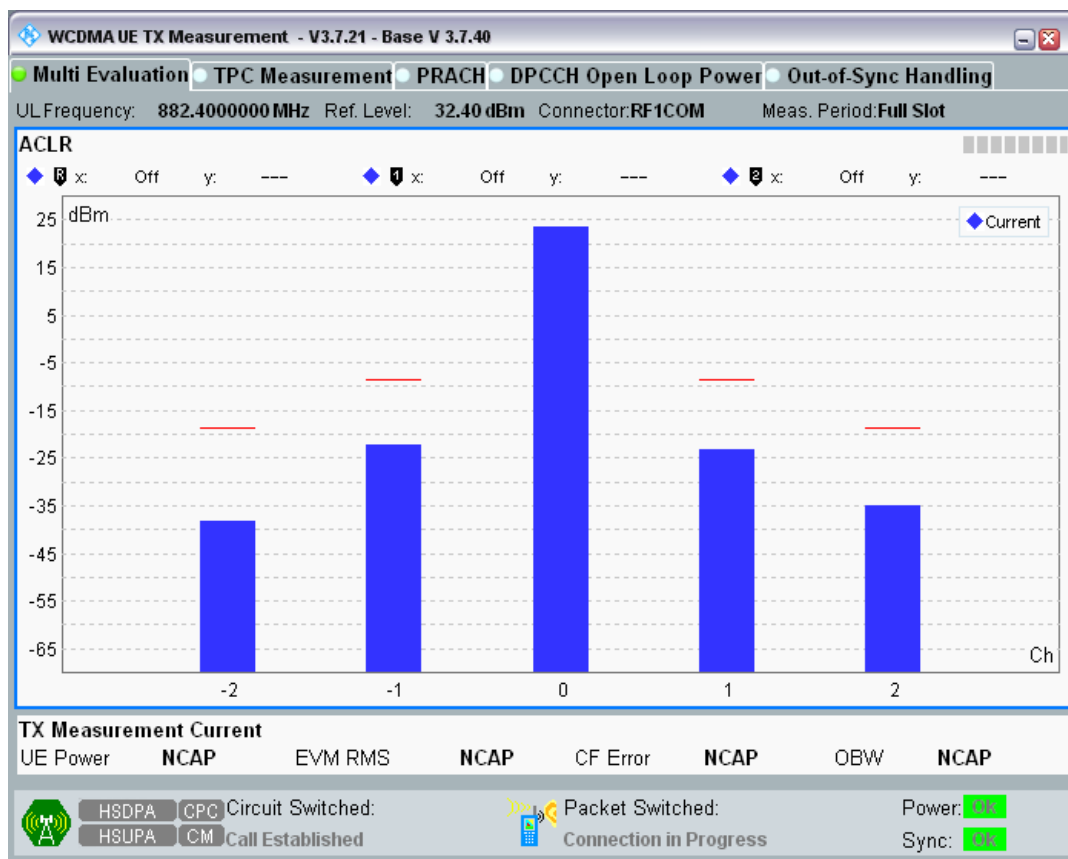 WCDMA UE TX Measurement - V3.7.21 - Base V 3.7.40
Multi Evaluation TPC Measurement PRACH DPCCH Open Loop Power Out-of-Sync Handling
UL Frequency: 882.4000000 MHz Ref. Level: 32.40 dBm Connector:RF1COM Meas. Period:Full Slot
ACLR
R x: Off y: --- 1 x: Off y: --- 2 x: Off y: ---
dBm
Current
25
15
5
-5
-15
-25
-35
-45
-55
-65
Ch
-2 -1 0 1 2
TX Measurement Current
UE Power NCAP EVM RMS NCAP CF Error NCAP OBW NCAP
HSDPA CPC Circuit Switched: Packet Switched: Power: Ok
HSUPA CM Call Established Connection in Progress Sync: Ok